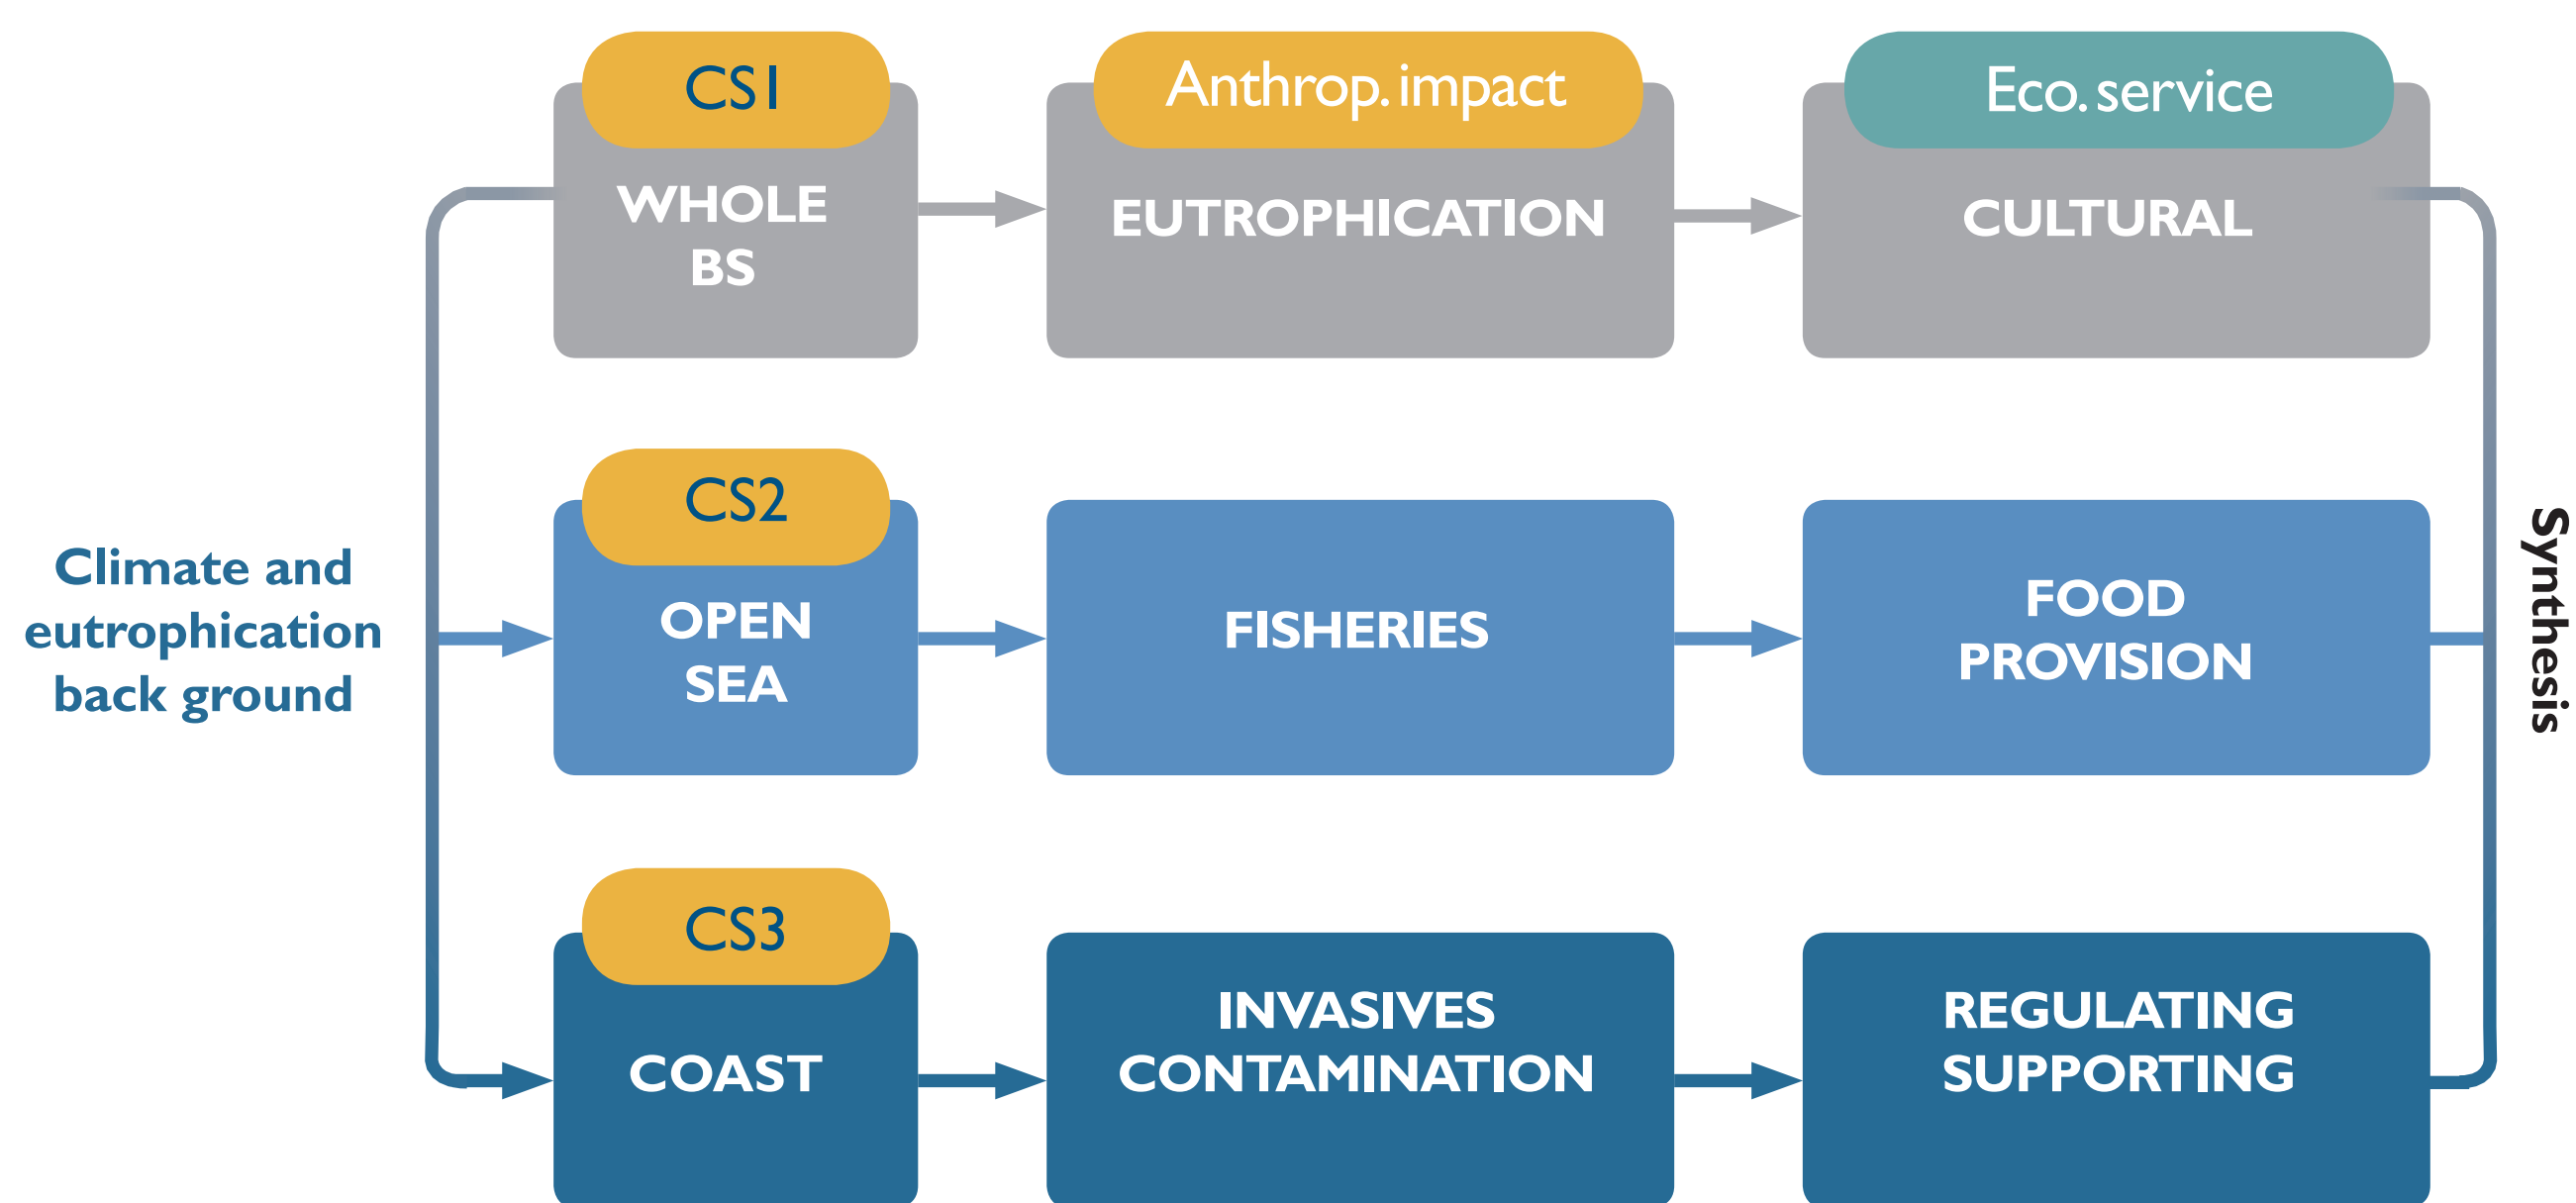 CS1
Anthrop. impact
Eco. service
WHOLE
BS
EUTROPHICATION
CULTURAL
Climate and
eutrophication
back ground
CS2
OPEN
SEA
FISHERIES
FOOD
PROVISION
CS3
COAST
INVASIVES
CONTAMINATION
REGULATING
SUPPORTING
Synthesis